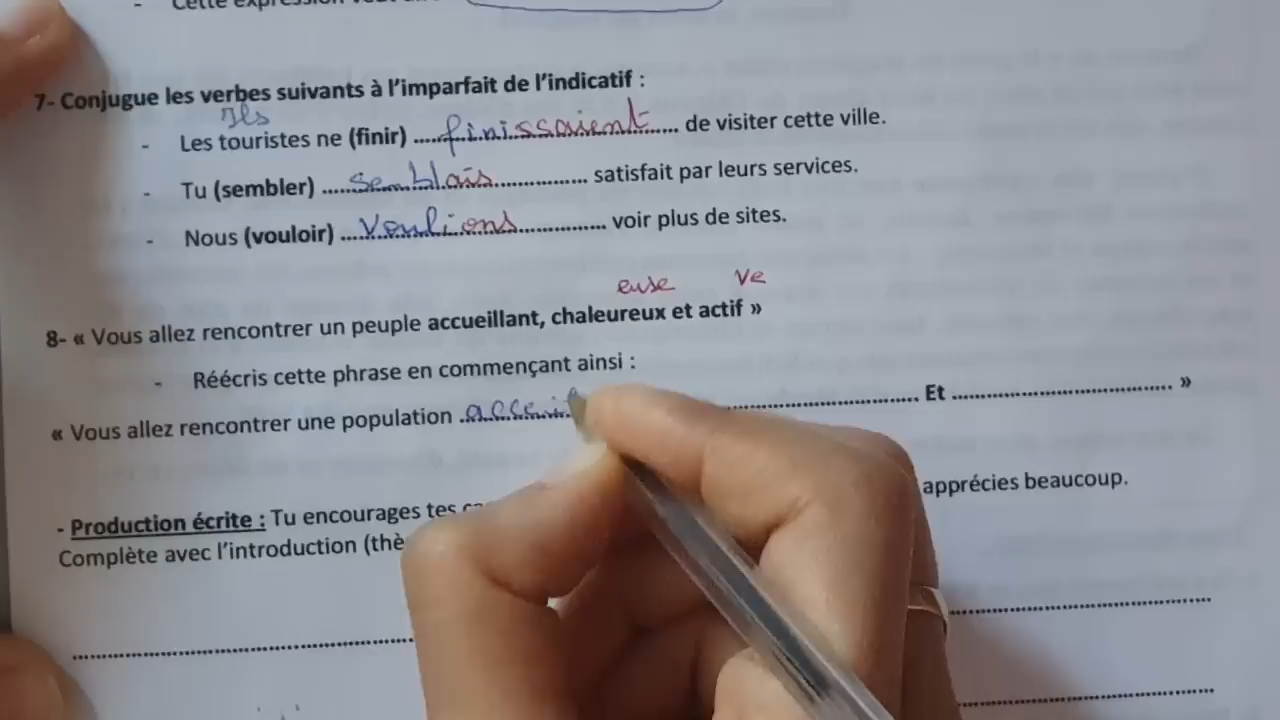 - Cette
7- Conjugue les verbes suivants à l'imparfait de l'indicatif :
Ils
- Les touristes ne (finir) ....finissaient.... de visiter cette ville.
- Tu (sembler) ....semblais.... satisfait par leurs services.
- Nous (vouloir) ....voulions.... voir plus de sites.
euse ve
8- « Vous allez rencontrer un peuple accueillant, chaleureux et actif »
- Réécris cette phrase en commençant ainsi :
« Vous allez rencontrer une population .... Et .... »
- Production écrite : Tu encourages tes apprécies beaucoup.
Complète avec l'introduction